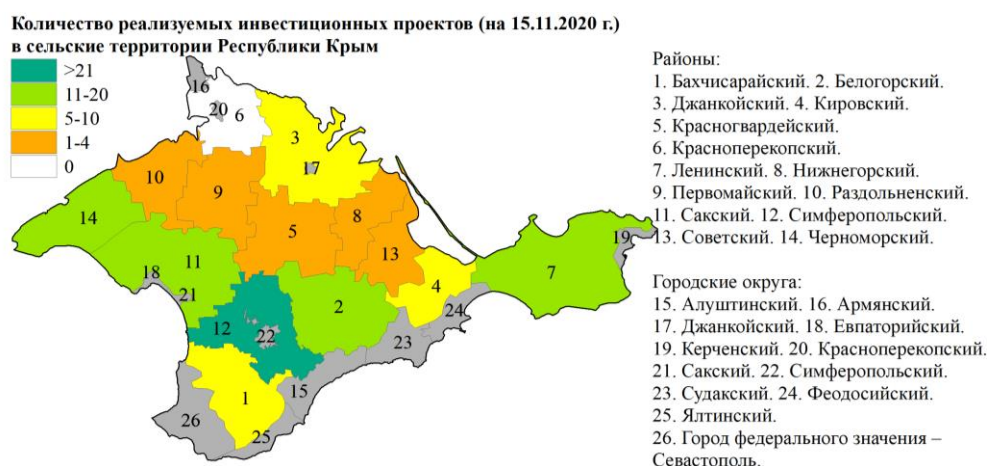 Количество реализуемых инвестиционных проектов (на 15.11.2020 г.)
в сельские территории Республики Крым
>21
11-20
5-10
1-4
0
16
20
6
3
17
10
9
8
5
13
14
11
18
21
4
7
19
2
24
12
22
23
15
1
26
25
Районы:
1. Бахчисарайский. 2. Белогорский.
3. Джанкойский. 4. Кировский.
5. Красногвардейский.
6. Красноперекопский.
7. Ленинский. 8. Нижнегорский.
9. Первомайский. 10. Раздольненский.
11. Сакский. 12. Симферопольский.
13. Советский. 14. Черноморский.
Городские округа:
15. Алуштинский. 16. Армянский.
17. Джанкойский. 18. Евпаторийский.
19. Керченский. 20. Красноперекопский.
21. Сакский. 22. Симферопольский.
23. Судакский. 24. Феодосийский.
25. Ялтинский.
26. Город федерального значения –
Севастополь.